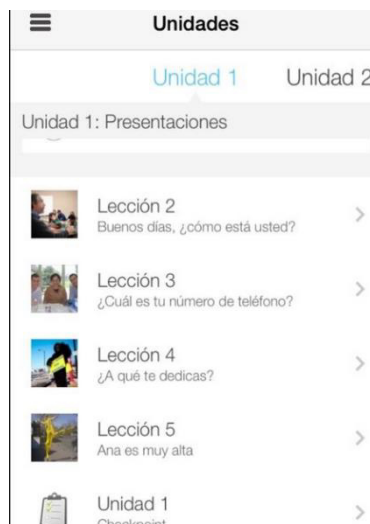 Unidades
Unidad 1 Unidad 2
Unidad 1: Presentaciones
Lección 2
Buenos días, ¿cómo está usted?
Lección 3
¿Cuál es tu número de teléfono?
Lección 4
¿A qué te dedicas?
Lección 5
Ana es muy alta
Unidad 1
Checkpoint